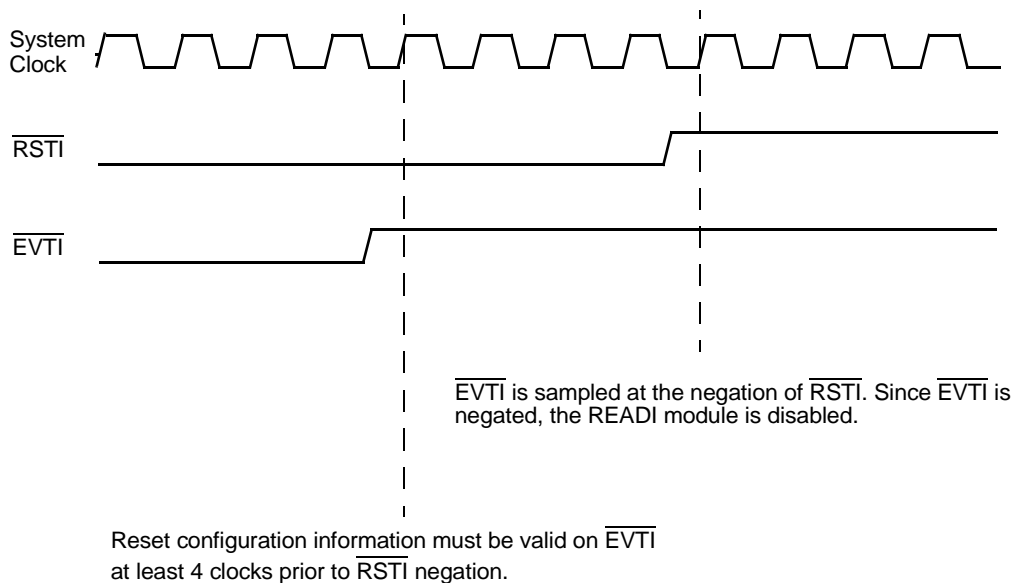 System
Clock
RSTI
EVTI
EVTI is sampled at the negation of RSTI. Since EVTI is
negated, the READI module is disabled.
Reset configuration information must be valid on EVTI
at least 4 clocks prior to RSTI negation.